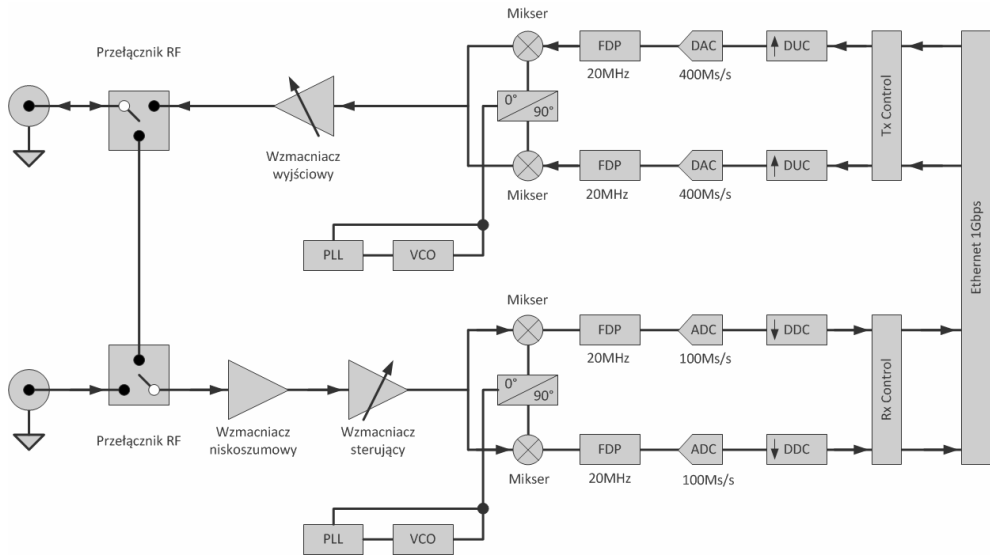 Mikser
FDP
20MHz
DAC
400Ms/s
DUC
Tx Control
Ethernet 1Gbps
Przełącznik RF
0°
90°
Wzmacniacz
wyjściowy
FDP
20MHz
DAC
400Ms/s
DUC
Mikser
PLL
VCO
Mikser
FDP
20MHz
ADC
100Ms/s
DDC
Rx Control
0°
90°
Przełącznik RF
Wzmacniacz
niskoszumowy
Wzmacniacz
sterujący
Mikser
FDP
20MHz
ADC
100Ms/s
DDC
PLL
VCO